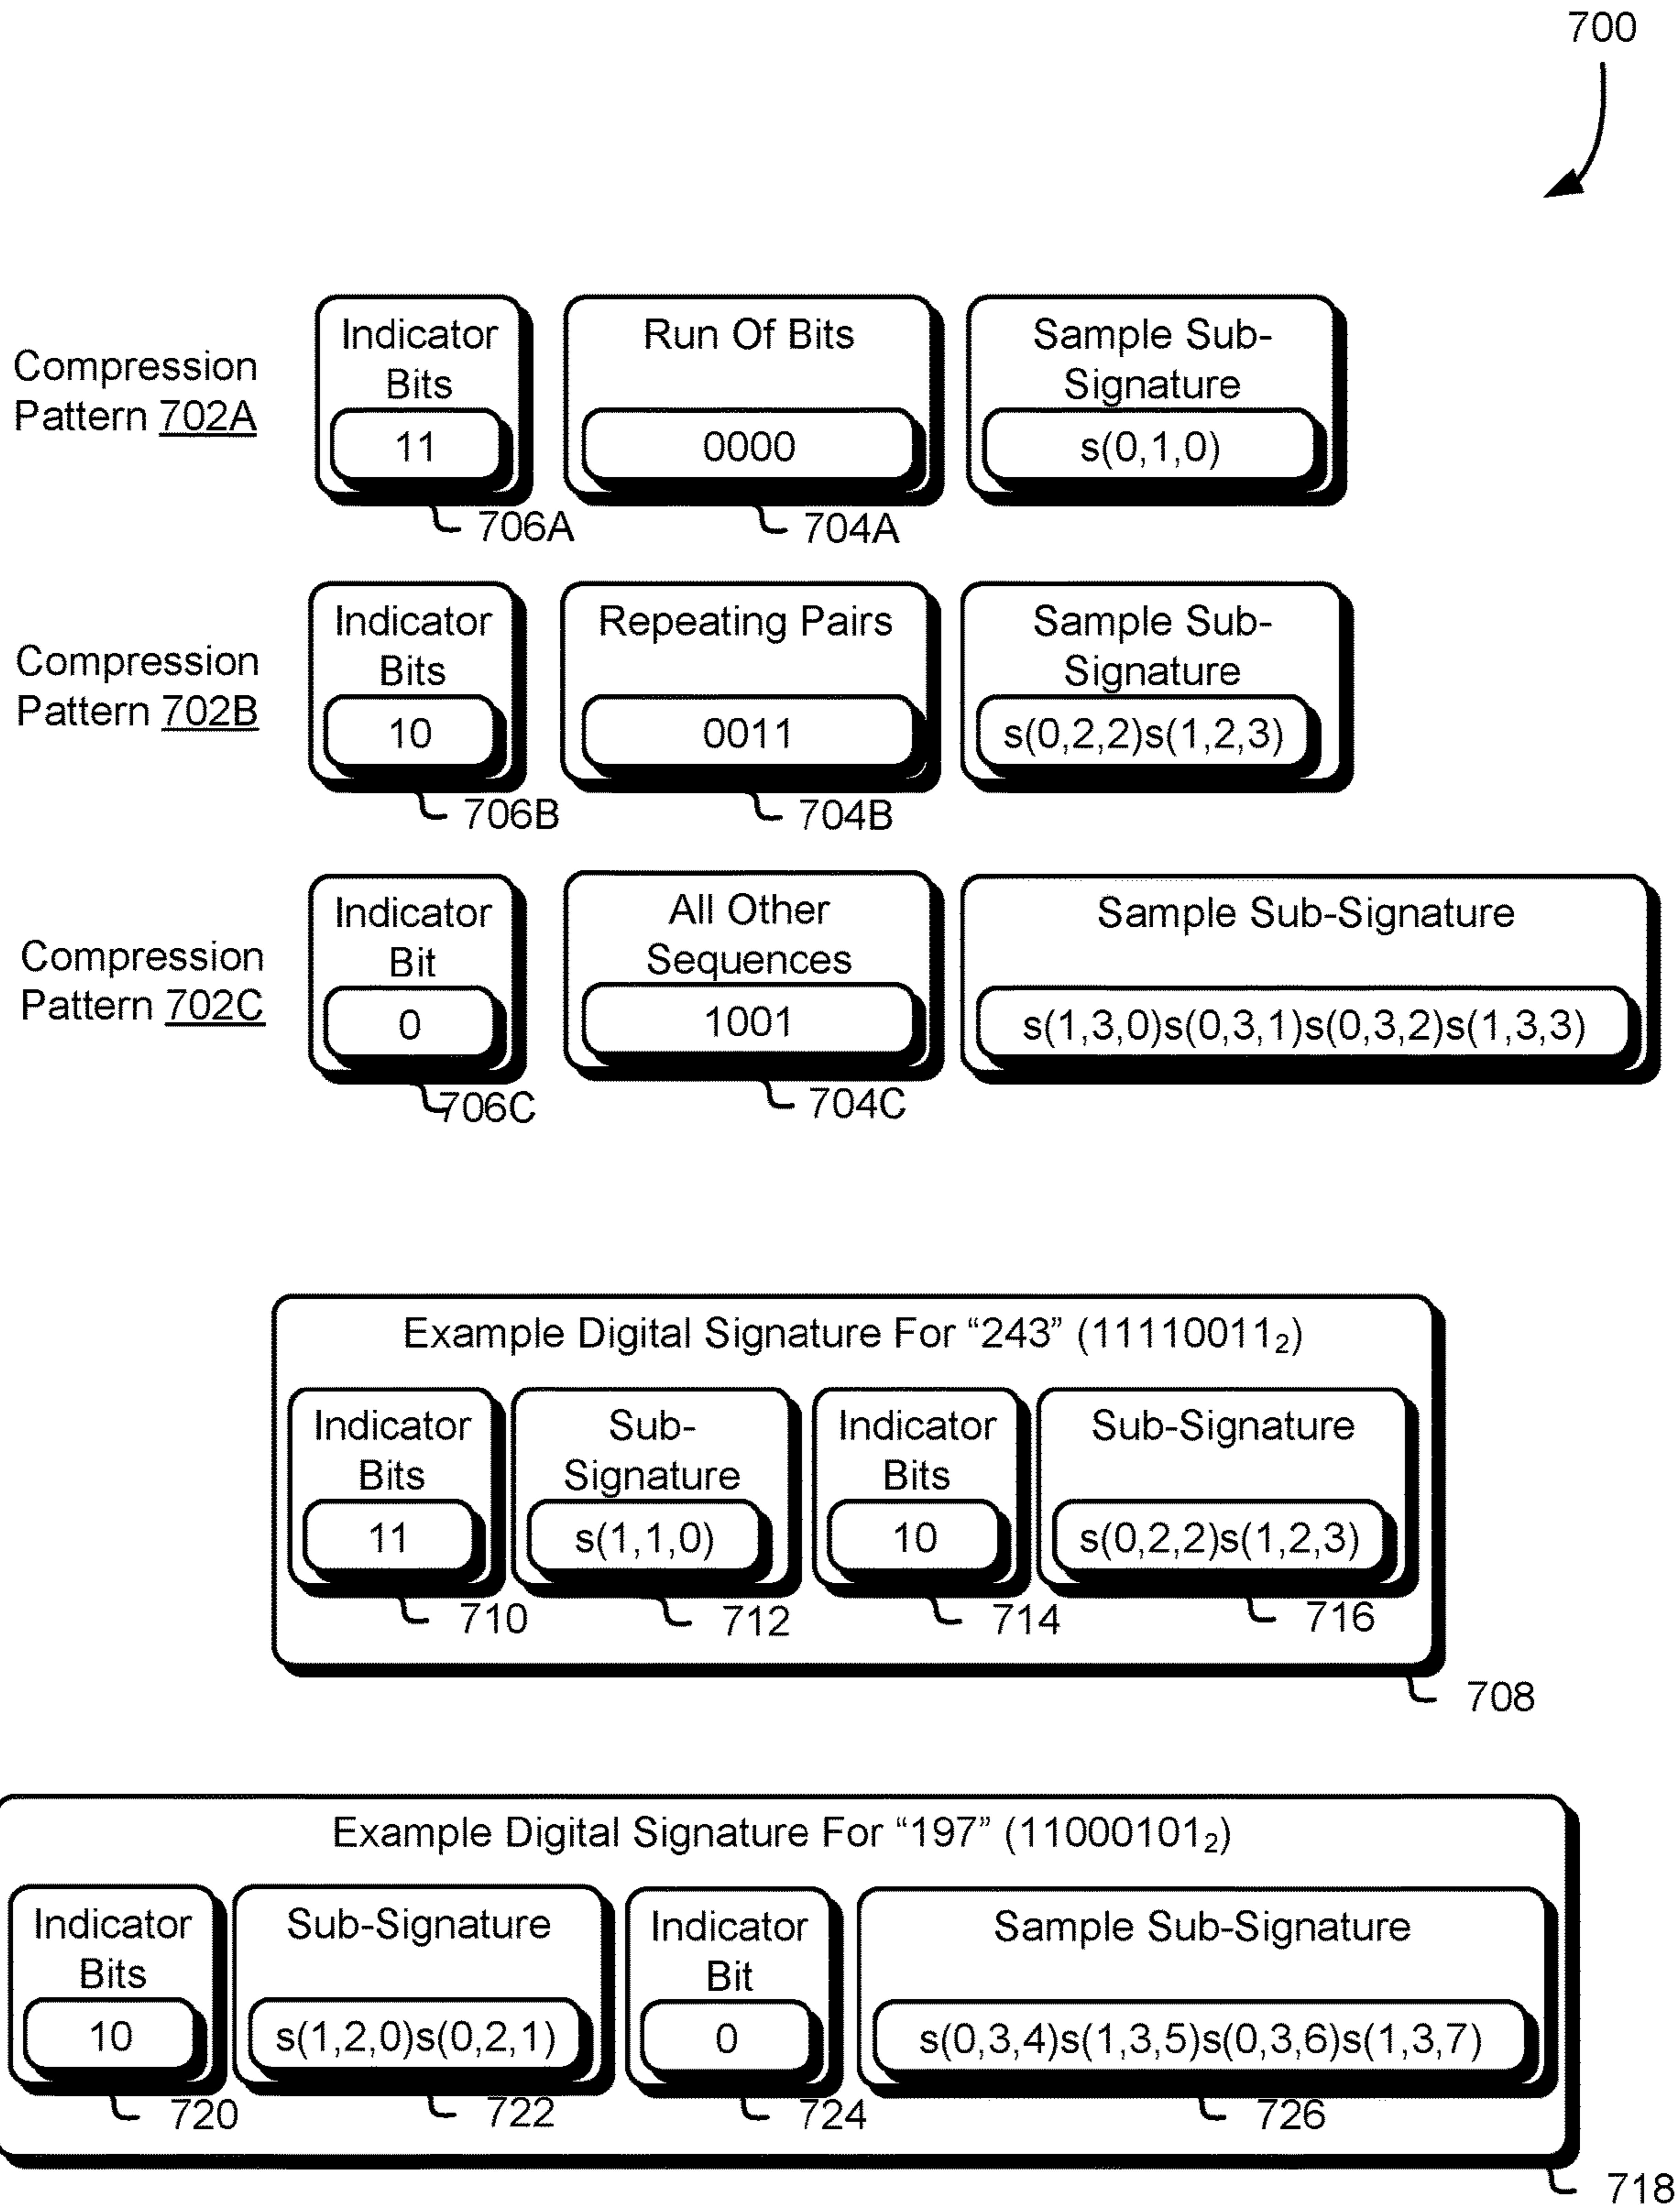 700
Compression
Pattern 702A
Indicator
Bits
11
706A
Run Of Bits
0000
704A
Sample Sub-
Signature
s(0,1,0)
Compression
Pattern 702B
Indicator
Bits
10
706B
Repeating Pairs
0011
704B
Sample Sub-
Signature
s(0,2,2)s(1,2,3)
Compression
Pattern 702C
Indicator
Bit
0
706C
All Other
Sequences
1001
704C
Sample Sub-Signature
s(1,3,0)s(0,3,1)s(0,3,2)s(1,3,3)
Example Digital Signature For “243” (11110011₂)
Indicator
Bits
11
710
Sub-
Signature
s(1,1,0)
712
Indicator
Bits
10
714
Sub-Signature
s(0,2,2)s(1,2,3)
716
708
Example Digital Signature For “197” (11000101₂)
Indicator
Bits
10
720
Sub-Signature
s(1,2,0)s(0,2,1)
722
Indicator
Bit
0
724
Sample Sub-Signature
s(0,3,4)s(1,3,5)s(0,3,6)s(1,3,7)
726
718